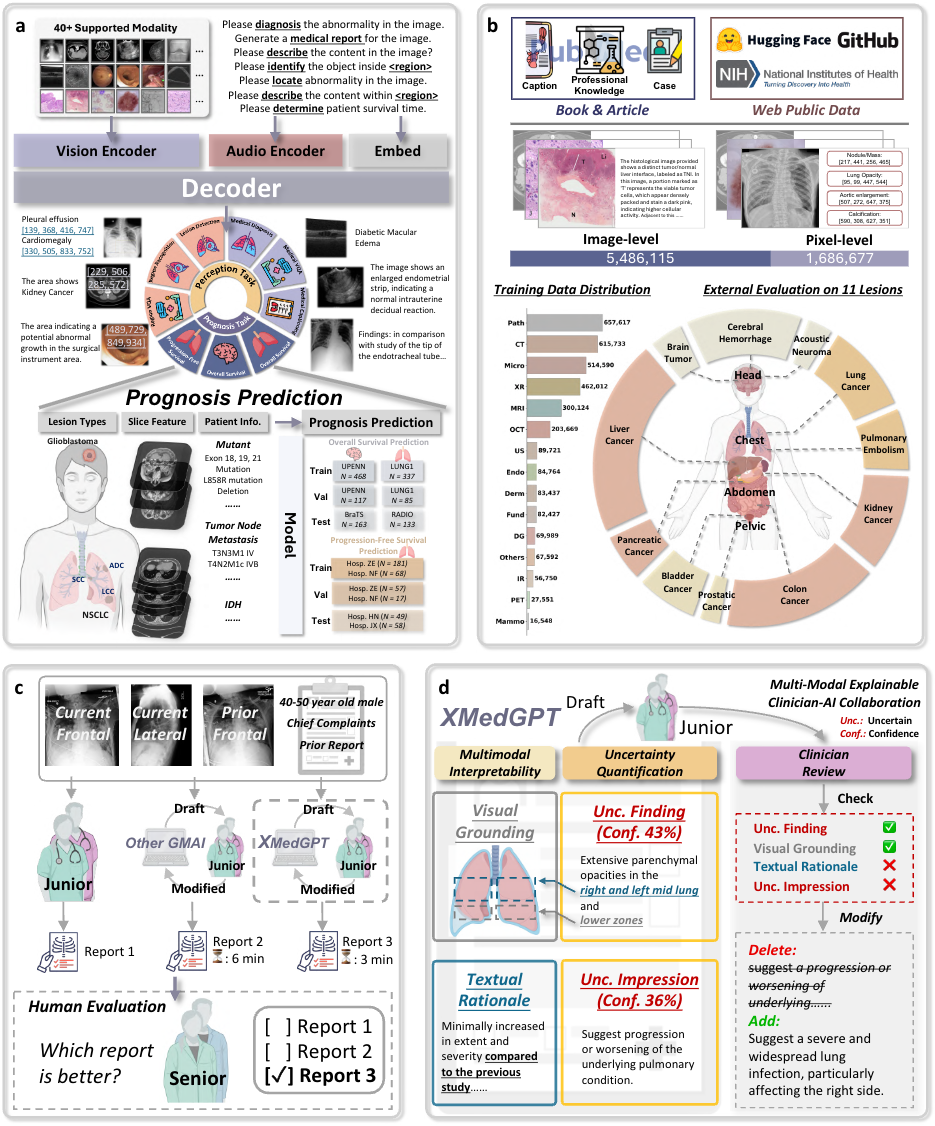 a
40+ Supported Modality
...
...
...
Please diagnosis the abnormality in the image.
Generate a medical report for the image.
Please describe the content in the image?
Please identify the object inside <region>
Please locate abnormality in the image.
Please describe the content within <region>
Please determine patient survival time.
Vision Encoder
Audio Encoder
Embed
Decoder
Pleural effusion
[139, 368, 416, 747]
Cardiomegaly
[330, 505, 833, 752]
The area shows
Kidney Cancer
[229, 506,
285, 572]
The area indicating a
potential abnormal
growth in the surgical
instrument area.
[489,729,
849,934]
Region VQA
Region Recognition
Lesion Detection
Medical Diagnosis
Medical VQA
Medical Captioning
Perception Task
Prognosis Task
Progression-Free Survival
Overall Survival
Overall Survival
Diabetic Macular
Edema
The image shows an
enlarged endometrial
strip, indicating a
normal intrauterine
decidual reaction.
Findings: in comparison
with study of the tip of
the endotracheal tube...
Prognosis Prediction
Lesion Types
Slice Feature
Patient Info.
Prognosis Prediction
Glioblastoma
SCC
ADC
LCC
NSCLC
Mutant
Exon 18, 19, 21
Mutation
L858R mutation
Deletion
......
Tumor Node
Metastasis
T3N3M1 IV
T4N2M1c IVB
......
IDH
......
Model
Overall Survival Prediction
Train
UPENN
N = 468
LUNG1
N = 337
Val
UPENN
N = 117
LUNG1
N = 85
Test
BraTS
N = 163
RADIO
N = 133
Progression-Free Survival
Prediction
Train
Hosp. ZE (N = 181)
Hosp. NF (N = 68)
Val
Hosp. ZE (N = 57)
Hosp. NF (N = 17)
Test
Hosp. HN (N = 49)
Hosp. JX (N = 58)
b
PubMed
Caption
Professional
Knowledge
Case
Book & Article
Hugging Face
GitHub
NIH
National Institutes of Health
Turning Discovery Into Health
Web Public Data
T
Li
N
The histological image provided
shows a distinct tumor/normal
liver interface, labeled as TNI. In
this image, a portion marked as
'T' represents the viable tumor
cells, which appear densely
packed and stain a dark pink,
indicating higher cellular
activity. Adjacent to this ......
Nodule/Mass:
[217, 441, 256, 465]
Lung Opacity:
[95, 99, 447, 544]
Aortic enlargement:
[507, 272, 647, 375]
Calcification:
[590, 308, 627, 351]
Image-level
Pixel-level
5,486,115
1,686,677
Training Data Distribution
Path 657,617
CT 615,733
Micro 514,590
XR 462,012
MRI 300,124
OCT 203,669
US 89,721
Endo 84,764
Derm 83,437
Fund 82,427
DG 69,989
Others 67,592
IR 56,750
PET 27,551
Mammo 16,548
External Evaluation on 11 Lesions
Brain
Tumor
Cerebral
Hemorrhage
Acoustic
Neuroma
Lung
Cancer
Pulmonary
Embolism
Kidney
Cancer
Colon
Cancer
Prostatic
Cancer
Bladder
Cancer
Pancreatic
Cancer
Liver
Cancer
Head
Chest
Abdomen
Pelvic
c
Current
Frontal
Current
Lateral
Prior
Frontal
40-50 year old male
Chief Complaints
Prior Report
Junior
Draft
Other GMAI
Junior
Modified
Draft
XMedGPT
Junior
Modified
Report 1
Report 2
: 6 min
Report 3
: 3 min
Human Evaluation
Which report
is better?
Senior
[ ] Report 1
[ ] Report 2
[✓] Report 3
d
XMedGPT
Draft
Junior
Multi-Modal Explainable
Clinician-AI Collaboration
Unc.: Uncertain
Conf.: Confidence
Multimodal
Interpretability
Uncertainty
Quantification
Clinician
Review
Visual
Grounding
Unc. Finding
(Conf. 43%)
Extensive parenchymal
opacities in the
right and left mid lung
and
lower zones
Textual
Rationale
Minimally increased
in extent and
severity compared
to the previous
study......
Unc. Impression
(Conf. 36%)
Suggest progression
or worsening of the
underlying pulmonary
condition.
Check
Unc. Finding ✅
Visual Grounding ✅
Textual Rationale ❌
Unc. Impression ❌
Modify
Delete:
suggest a progression or
worsening of
underlying......
Add:
Suggest a severe and
widespread lung
infection, particularly
affecting the right side.